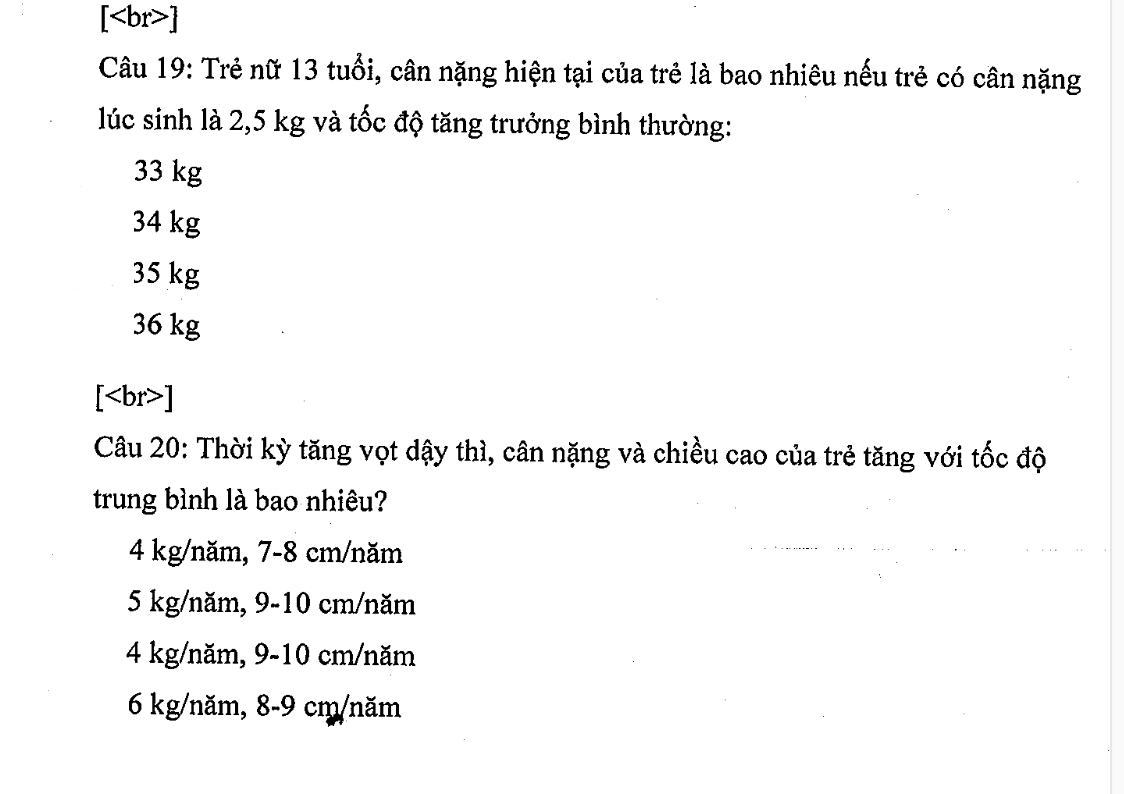 [<br>]
Câu 19: Trẻ nữ 13 tuổi, cân nặng hiện tại của trẻ là bao nhiêu nếu trẻ có cân nặng
lúc sinh là 2,5 kg và tốc độ tăng trưởng bình thường:
33 kg
34 kg
35 kg
36 kg
[<br>]
Câu 20: Thời kỳ tăng vọt dậy thì, cân nặng và chiều cao của trẻ tăng với tốc độ
trung bình là bao nhiêu?
4 kg/năm, 7-8 cm/năm
5 kg/năm, 9-10 cm/năm
4 kg/năm, 9-10 cm/năm
6 kg/năm, 8-9 cm/năm